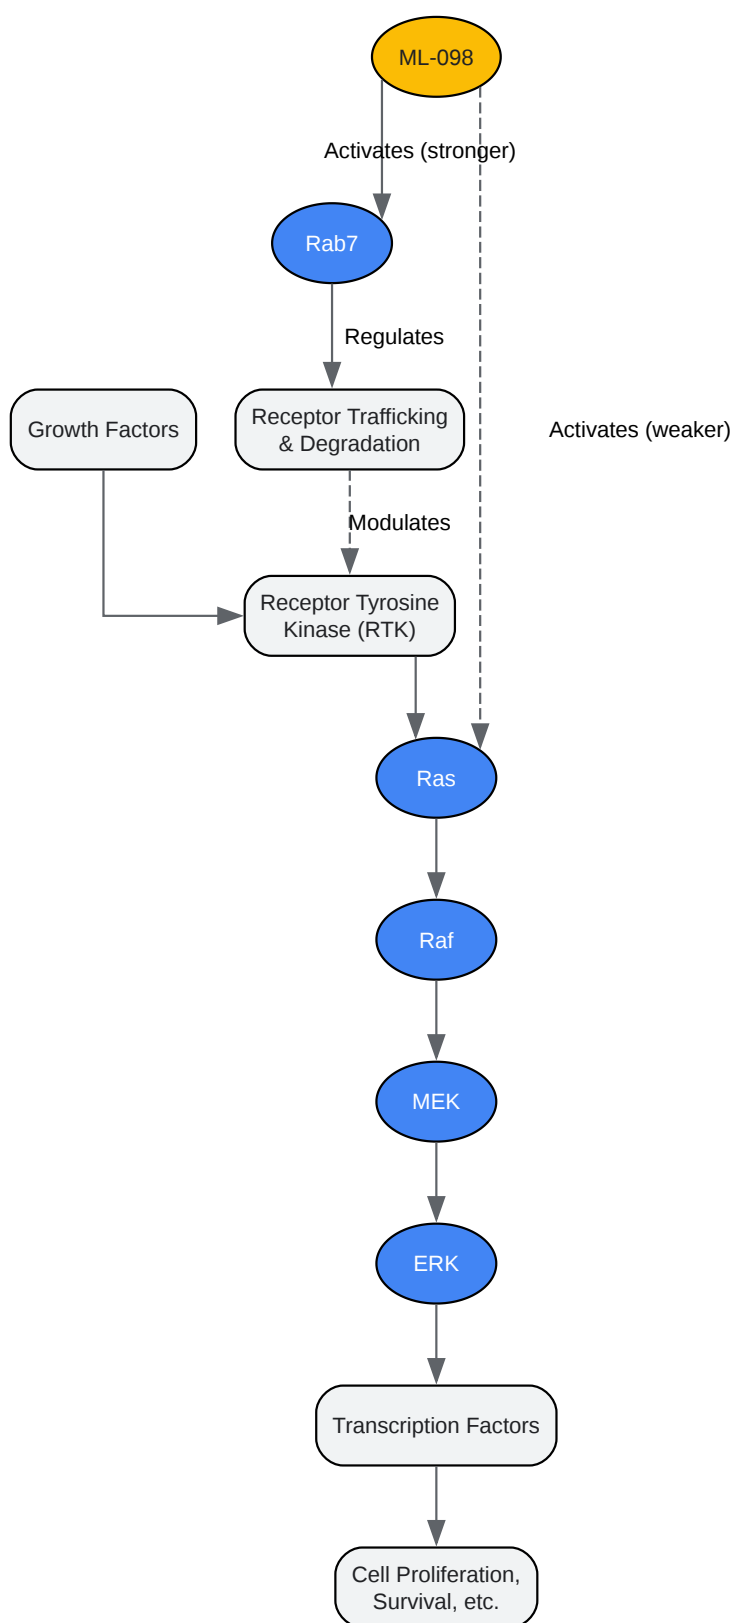 ML-098
Activates (stronger)
Rab7
Regulates
Growth Factors
Receptor Trafficking
& Degradation
Activates (weaker)
Modulates
Receptor Tyrosine
Kinase (RTK)
Ras
Raf
MEK
ERK
Transcription Factors
Cell Proliferation,
Survival, etc.